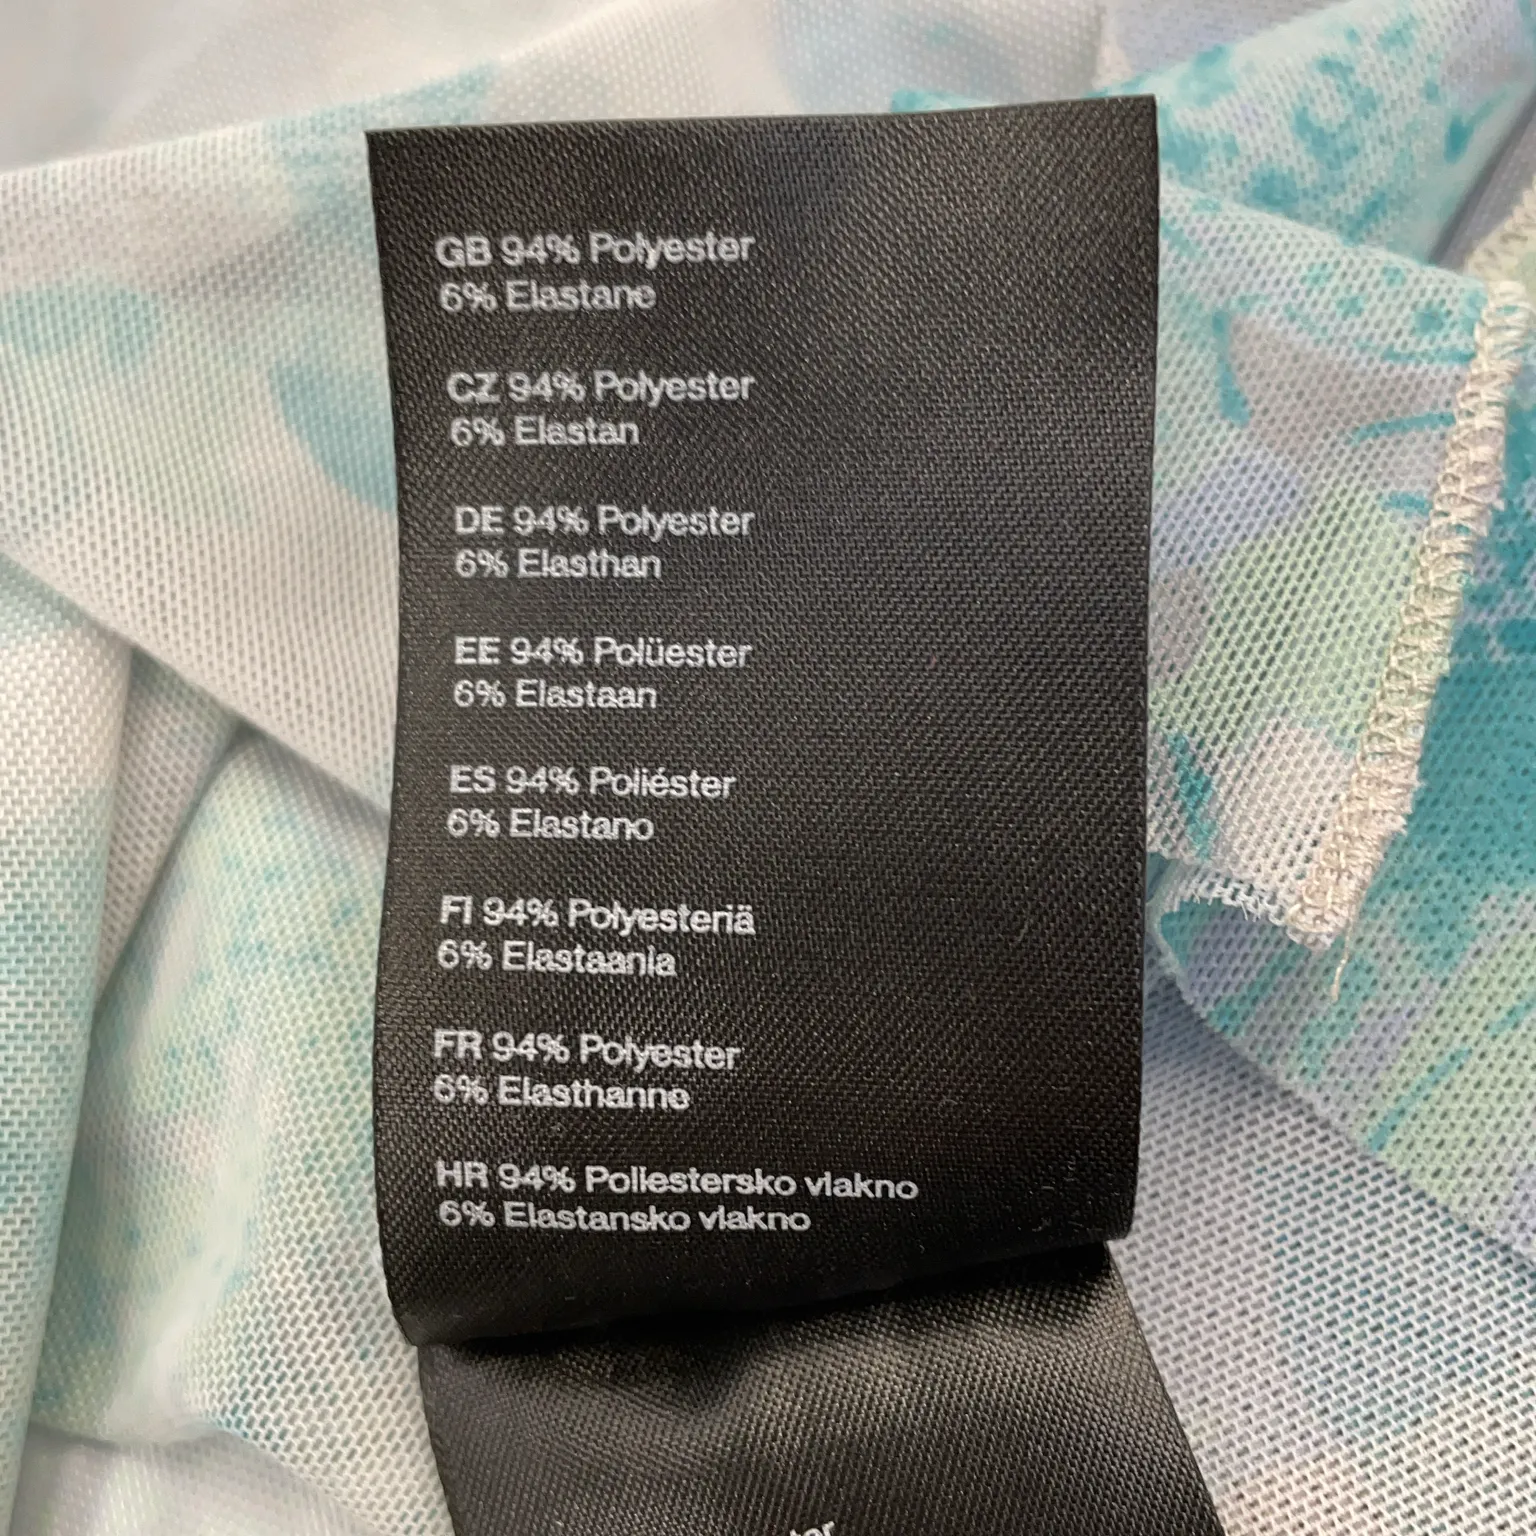 GB 94% Polyester
6% Elastane
CZ 94% Polyester
6% Elastan
DE 94% Polyester
6% Elasthan
EE 94% Polüester
6% Elastaan
ES 94% Poliéster
6% Elastano
FI 94% Polyesteriä
6% Elastaania
FR 94% Polyester
6% Elasthanne
HR 94% Poliestersko vlakno
6% Elastansko vlakno